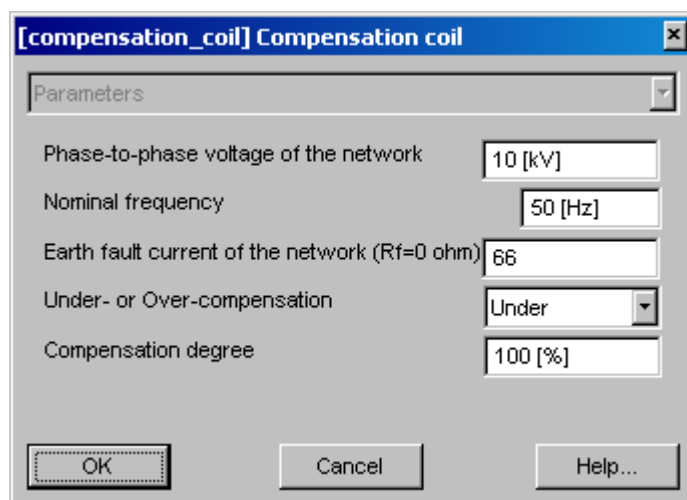 [compensation_coil] Compensation coil
Parameters
Phase-to-phase voltage of the network 10 [kV]
Nominal frequency 50 [Hz]
Earth fault current of the network (Rf=0 ohm) 66
Under- or Over-compensation Under
Compensation degree 100 [%]
OK Cancel Help...